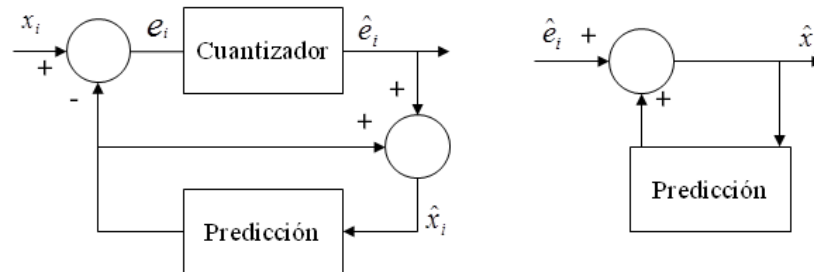 x_i
+
-
e_i
Cuantizador
ê_i
+
+
Predicción
x̂_i
ê_i
+
+
x̂
Predicción